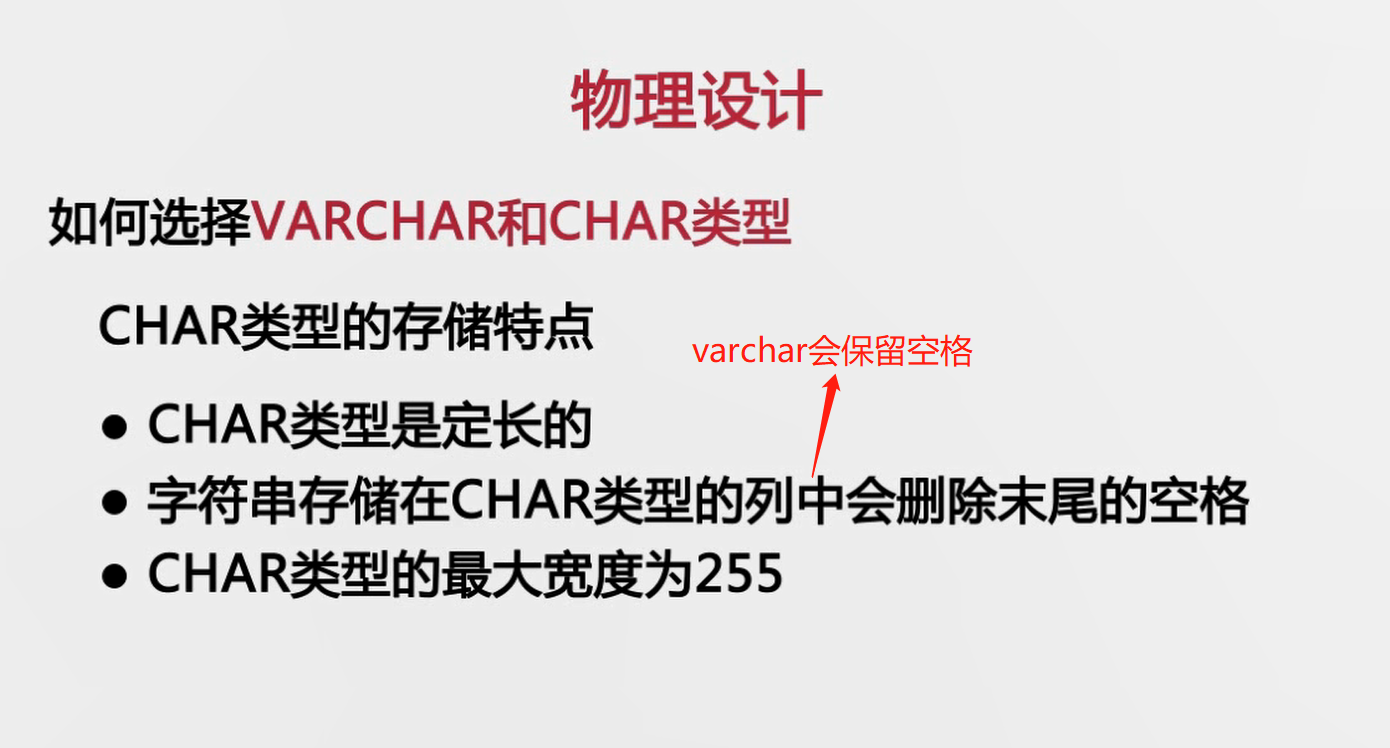 物理设计
如何选择VARCHAR和CHAR类型
CHAR类型的存储特点
varchar会保留空格
● CHAR类型是定长的
● 字符串存储在CHAR类型的列中会删除末尾的空格
● CHAR类型的最大宽度为255